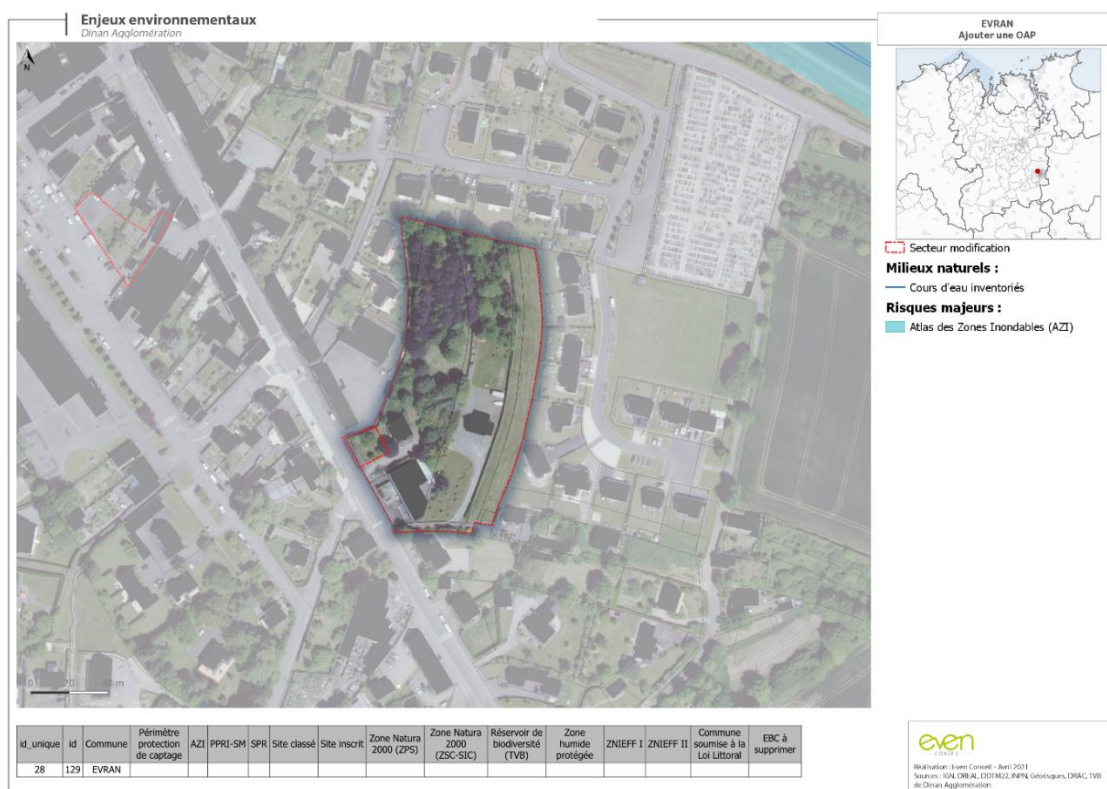 Enjeux environnementaux
Dinan Agglomération
EVRAN
Ajouter une OAP
N
Secteur modification
Milieux naturels :
Cours d'eau inventoriés
Risques majeurs :
Atlas des Zones Inondables (AZI)
0 20 40 m
id_unique id Commune Périmètre protection de captage AZI PPRI-SM SPR Site classé Site inscrit Zone Natura 2000 (ZPS) Zone Natura 2000 (ZSC-SIC) Réservoir de biodiversité (TVB) Zone humide protégée ZNIEFF I ZNIEFF II Commune soumise à la Loi Littoral EBC à supprimer
28 129 EVRAN
even
CONSEIL
Réalisation : Even Conseil - Avril 2021
Sources : IGN, DREAL, DDTM22, INPN, Géorisques, DRAC, TVB
de Dinan Agglomération